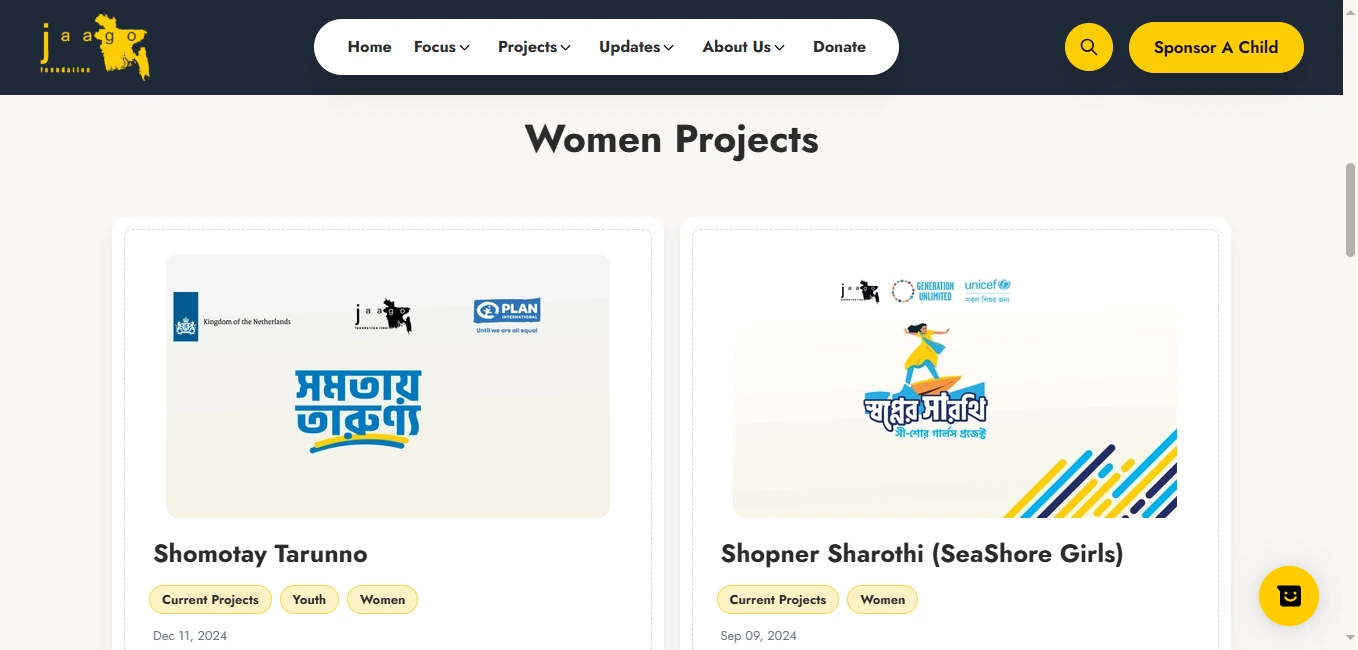 jaago
foundation
Home
Focus
Projects
Updates
About Us
Donate
Sponsor A Child
Women Projects
Kingdom of the Netherlands
jaago
PLAN
INTERNATIONAL
Until we are all equal
সমতায়
তারুণ্য
Shomotay Tarunno
Current Projects
Youth
Women
Dec 11, 2024
jaago
GENERATION
UNLIMITED
unicef
সকল শিশুর জন্য
স্বপ্নের সারথি
সী-শোর গার্লস প্রজেক্ট
Shopner Sharothi (SeaShore Girls)
Current Projects
Women
Sep 09, 2024